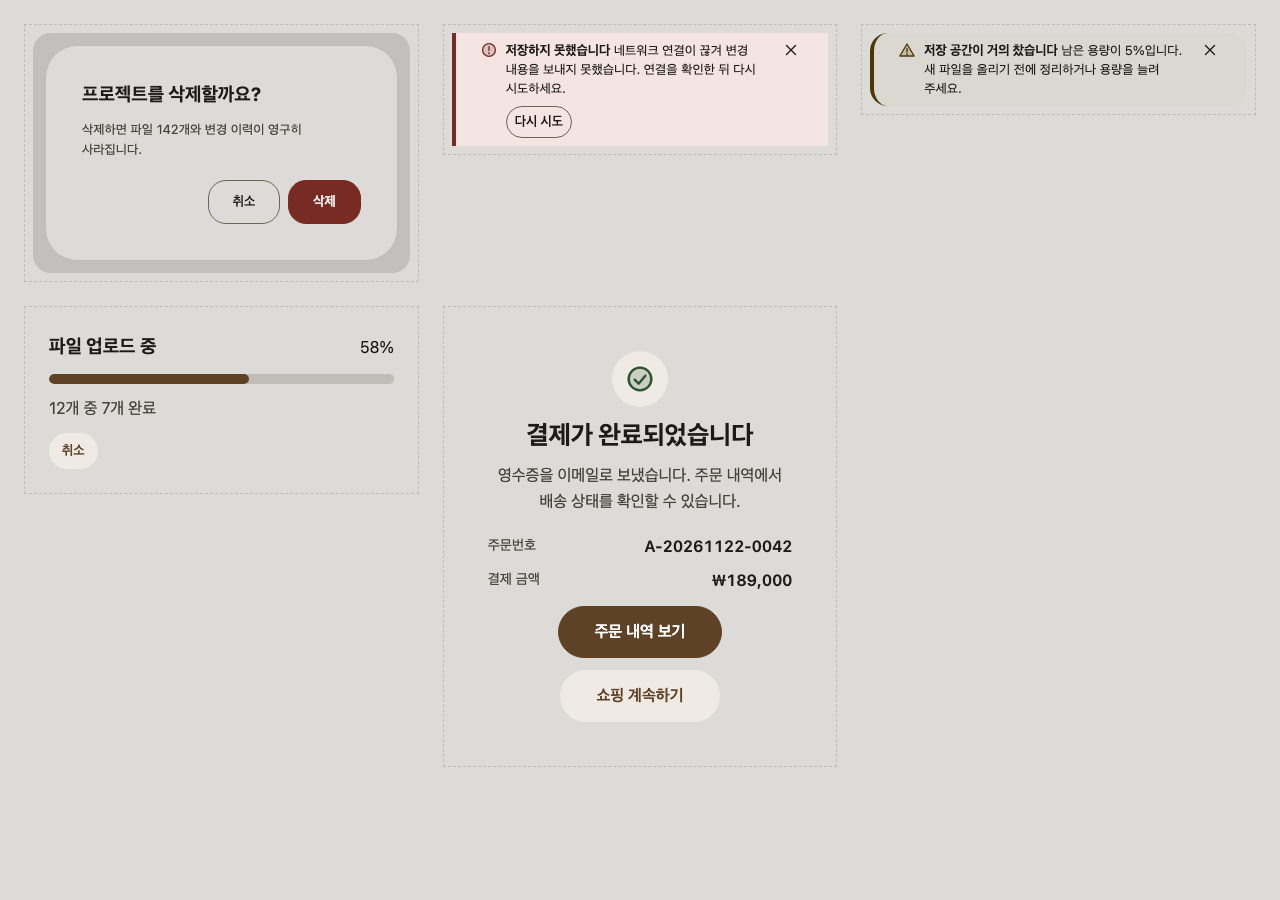 프로젝트를 삭제할까요?
삭제하면 파일 142개와 변경 이력이 영구히
사라집니다.
취소
삭제
저장하지 못했습니다 네트워크 연결이 끊겨 변경
내용을 보내지 못했습니다. 연결을 확인한 뒤 다시
시도하세요.
다시 시도
저장 공간이 거의 찼습니다 남은 용량이 5%입니다.
새 파일을 올리기 전에 정리하거나 용량을 늘려
주세요.
파일 업로드 중
58%
12개 중 7개 완료
취소
결제가 완료되었습니다
영수증을 이메일로 보냈습니다. 주문 내역에서
배송 상태를 확인할 수 있습니다.
주문번호 A-20261122-0042
결제 금액 ₩189,000
주문 내역 보기
쇼핑 계속하기